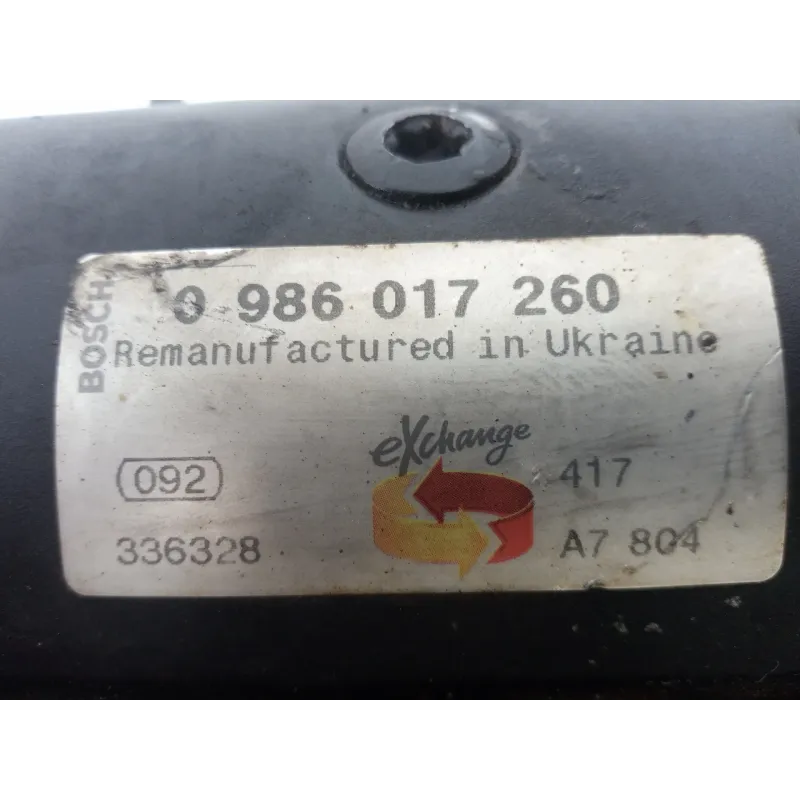 BOSCH
0 986 017 260
Remanufactured in Ukraine
eXchange
092
417
336328
A7 804